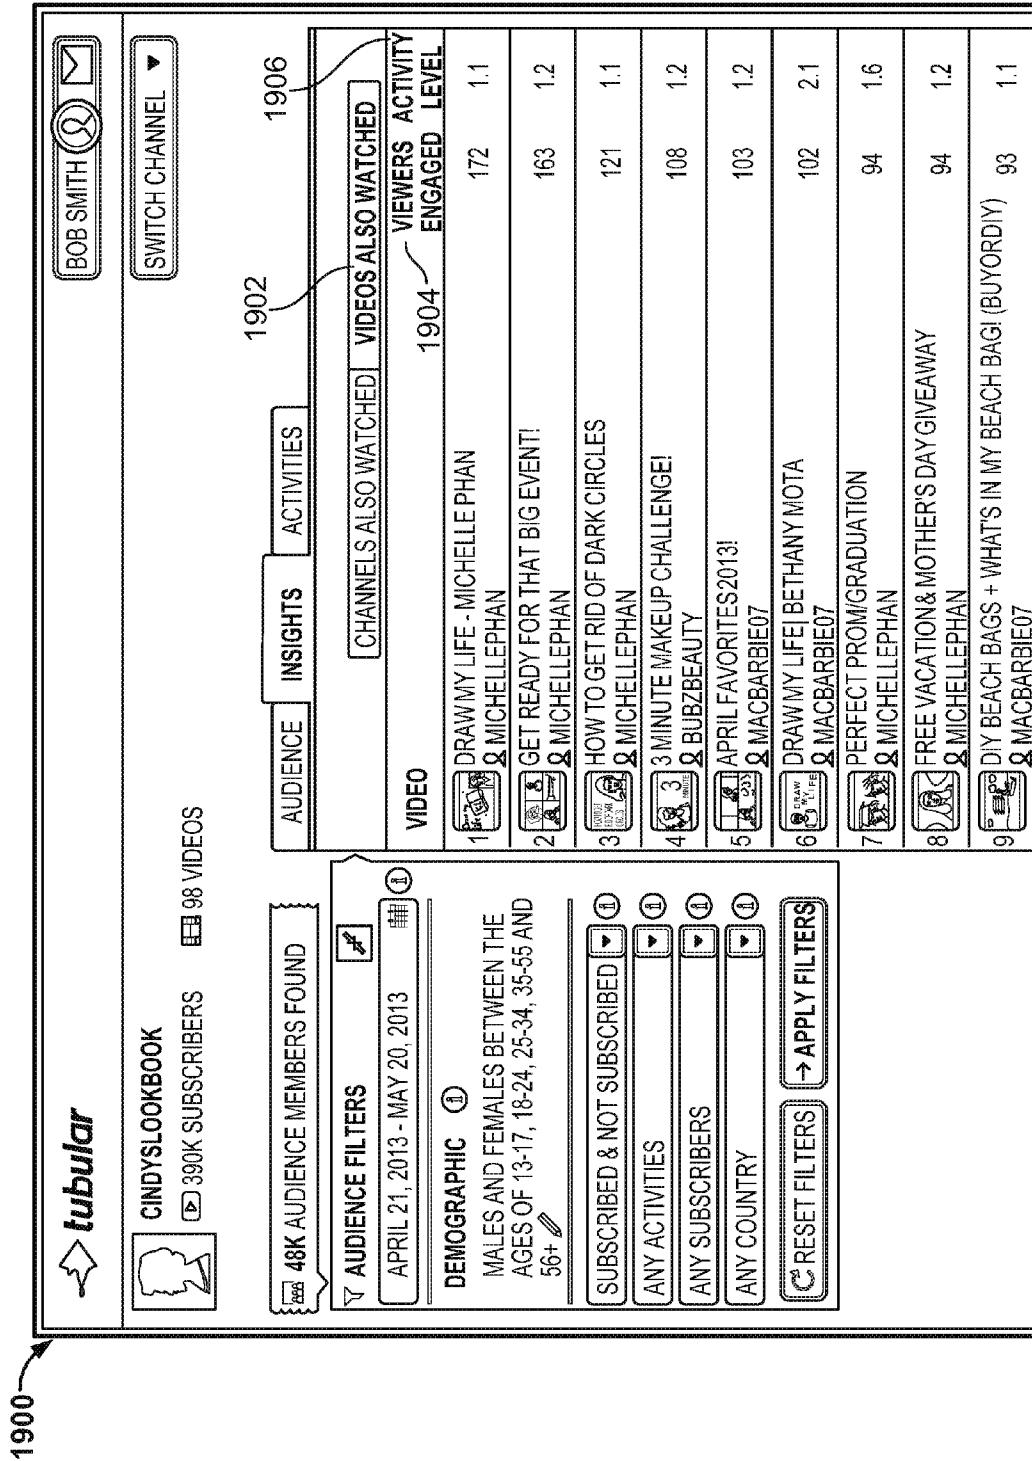 1900
tubular
BOB SMITH
CINDYSLOOKBOOK
390K SUBSCRIBERS 98 VIDEOS
SWITCH CHANNEL
48K AUDIENCE MEMBERS FOUND
AUDIENCE FILTERS
APRIL 21, 2013 - MAY 20, 2013
DEMOGRAPHIC
MALES AND FEMALES BETWEEN THE
AGES OF 13-17, 18-24, 25-34, 35-55 AND
56+
SUBSCRIBED & NOT SUBSCRIBED
ANY ACTIVITIES
ANY SUBSCRIBERS
ANY COUNTRY
RESET FILTERS
→ APPLY FILTERS
AUDIENCE INSIGHTS ACTIVITIES
1902
1906
CHANNELS ALSO WATCHED VIDEOS ALSO WATCHED
1904
VIDEO VIEWERS ENGAGED ACTIVITY LEVEL
1 DRAW MY LIFE - MICHELLE PHAN 172 1.1
MICHELLEPHAN
2 GET READY FOR THAT BIG EVENT! 163 1.2
MICHELLEPHAN
3 HOW TO GET RID OF DARK CIRCLES 121 1.1
MICHELLEPHAN
4 3 MINUTE MAKEUP CHALLENGE! 108 1.2
BUBZBEAUTY
5 APRIL FAVORITES2013! 103 1.2
MACBARBIE07
6 DRAW MY LIFE| BETHANY MOTA 102 2.1
MACBARBIE07
7 PERFECT PROM/GRADUATION 94 1.6
MICHELLEPHAN
8 FREE VACATION& MOTHER'S DAY GIVEAWAY 94 1.2
MICHELLEPHAN
9 DIY BEACH BAGS + WHAT'S IN MY BEACH BAG! (BUYORDIY) 93 1.1
MACBARBIE07